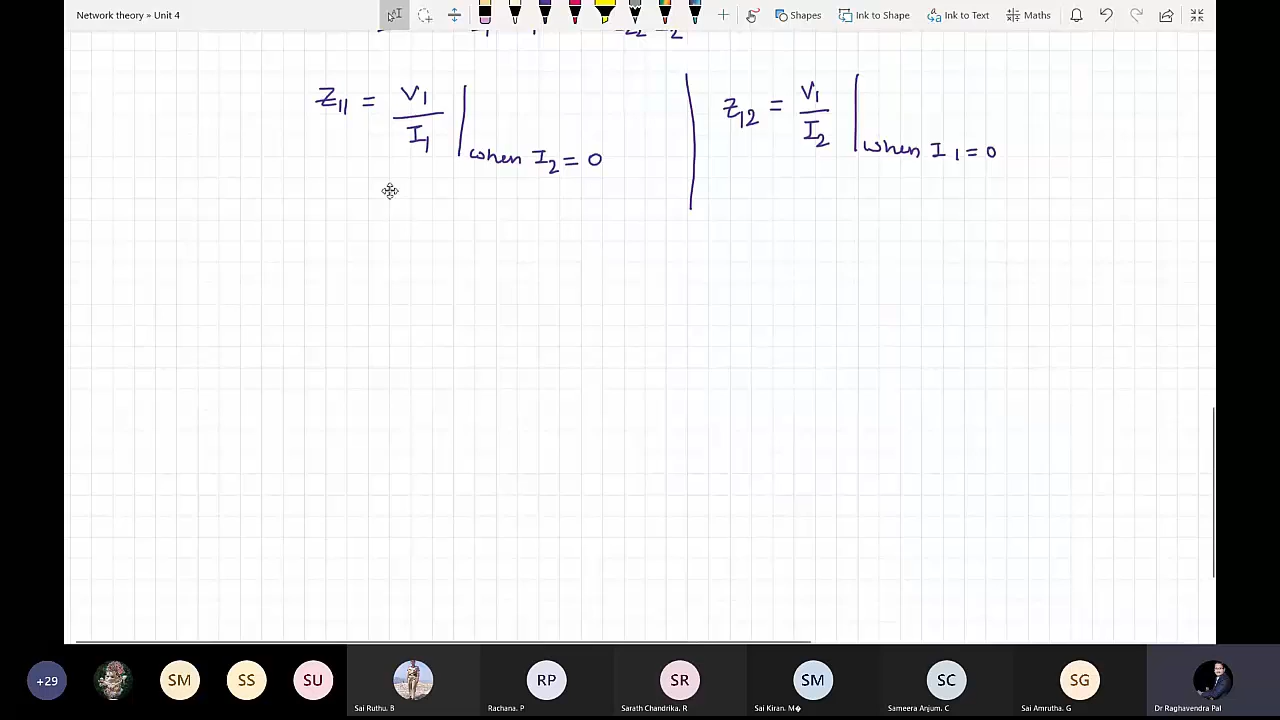 Network theory » Unit 4
Shapes
Ink to Shape
Ink to Text
Maths
Z11 = V1 / I1 | when I2 = 0
Z12 = V1 / I2 | when I1 = 0
+29
SM
SS
SU
RP
SR
SM
SC
SG
Sai Ruthu. B
Rachana. P
Sarath Chandrika. R
Sai Kiran. M�
Sameera Anjum. C
Sai Amrutha. G
Dr Raghavendra Pal